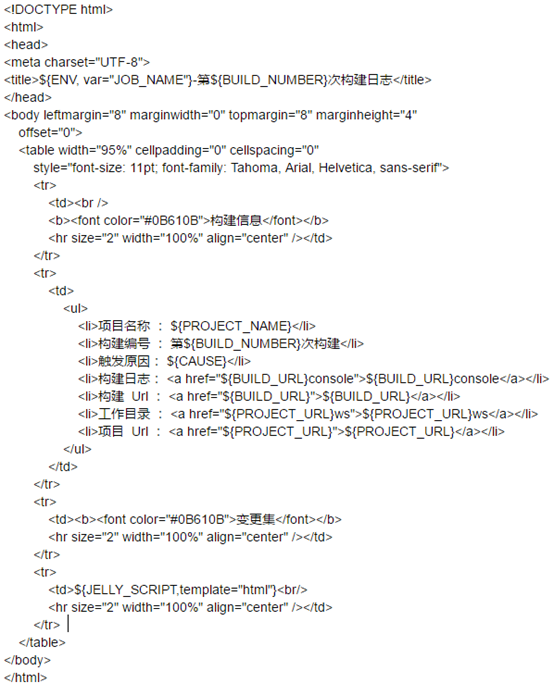 <!DOCTYPE html>
<html>
<head>
<meta charset="UTF-8">
<title>${ENV, var="JOB_NAME"}-第${BUILD_NUMBER}次构建日志</title>
</head>
<body leftmargin="8" marginwidth="0" topmargin="8" marginheight="4"
offset="0">
<table width="95%" cellpadding="0" cellspacing="0"
style="font-size: 11pt; font-family: Tahoma, Arial, Helvetica, sans-serif">
<tr>
<td><br />
<b><font color="#0B610B">构建信息</font></b>
<hr size="2" width="100%" align="center" /></td>
</tr>
<tr>
<td>
<ul>
<li>项目名称 ： ${PROJECT_NAME}</li>
<li>构建编号 ： 第${BUILD_NUMBER}次构建</li>
<li>触发原因： ${CAUSE}</li>
<li>构建日志： <a href="${BUILD_URL}console">${BUILD_URL}console</a></li>
<li>构建 Url ： <a href="${BUILD_URL}">${BUILD_URL}</a></li>
<li>工作目录 ： <a href="${PROJECT_URL}ws">${PROJECT_URL}ws</a></li>
<li>项目 Url ： <a href="${PROJECT_URL}">${PROJECT_URL}</a></li>
</ul>
</td>
</tr>
<tr>
<td><b><font color="#0B610B">变更集</font></b>
<hr size="2" width="100%" align="center" /></td>
</tr>
<tr>
<td>${JELLY_SCRIPT,template="html"}<br/>
<hr size="2" width="100%" align="center" /></td>
</tr>
</table>
</body>
</html>